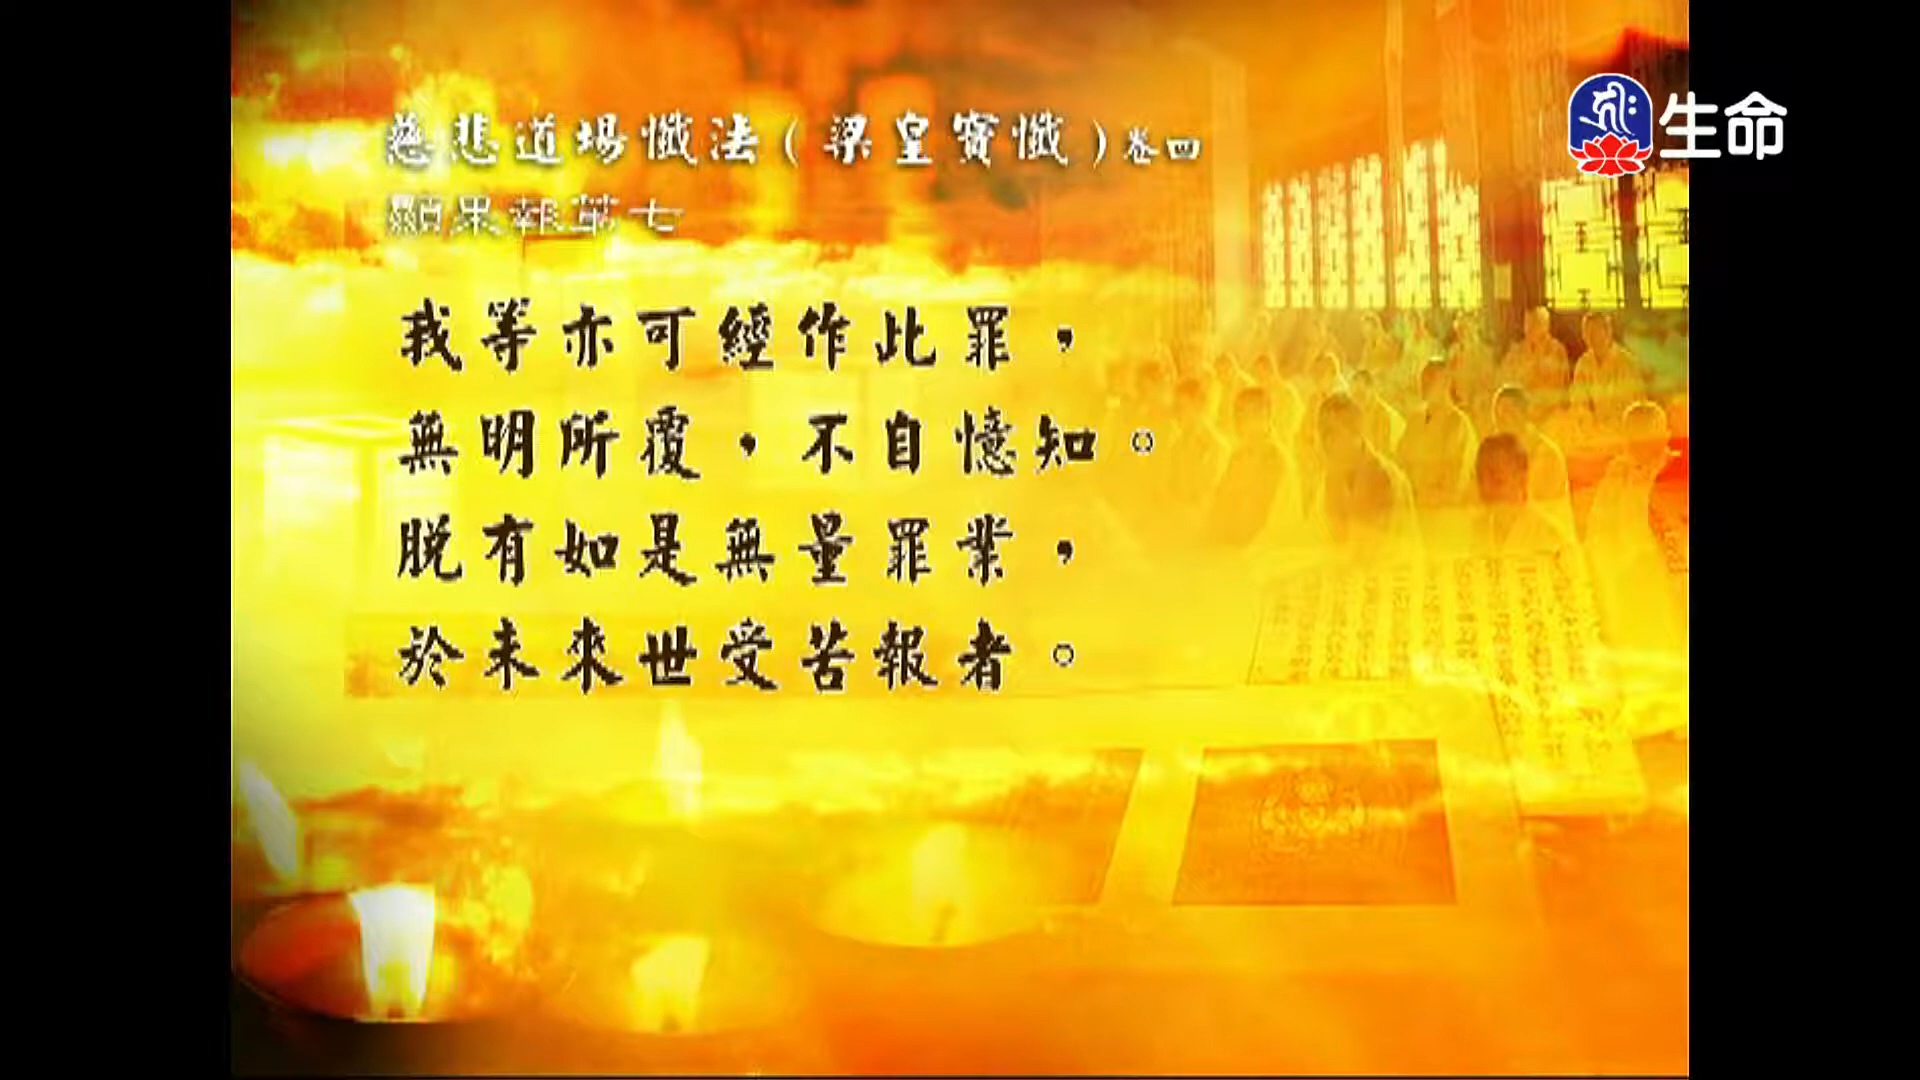 慈悲道場懺法(梁皇寶懺)卷四
生命
顯果報第七
我等亦可經作此罪，
無明所覆，不自憶知。
脫有如是無量罪業，
於未來世受苦報者。